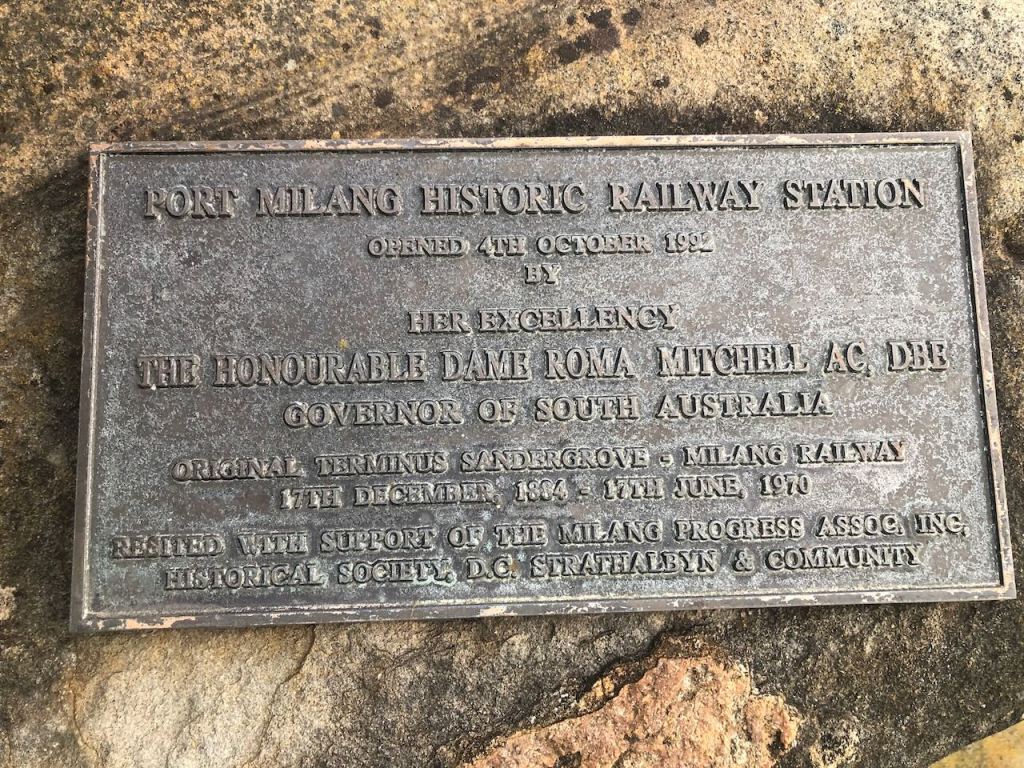 PORT MILANG HISTORIC RAILWAY STATION
OPENED 4TH OCTOBER 1992
BY
HER EXCELLENCY
THE HONOURABLE DAME ROMA MITCHELL AC, DBE
GOVERNOR OF SOUTH AUSTRALIA
ORIGINAL TERMINUS SANDERGROVE - MILANG RAILWAY
17TH DECEMBER, 1884 - 17TH JUNE, 1970
RESITED WITH SUPPORT OF THE MILANG PROGRESS ASSOC. INC,
HISTORICAL SOCIETY, D.C. STRATHALBYN & COMMUNITY